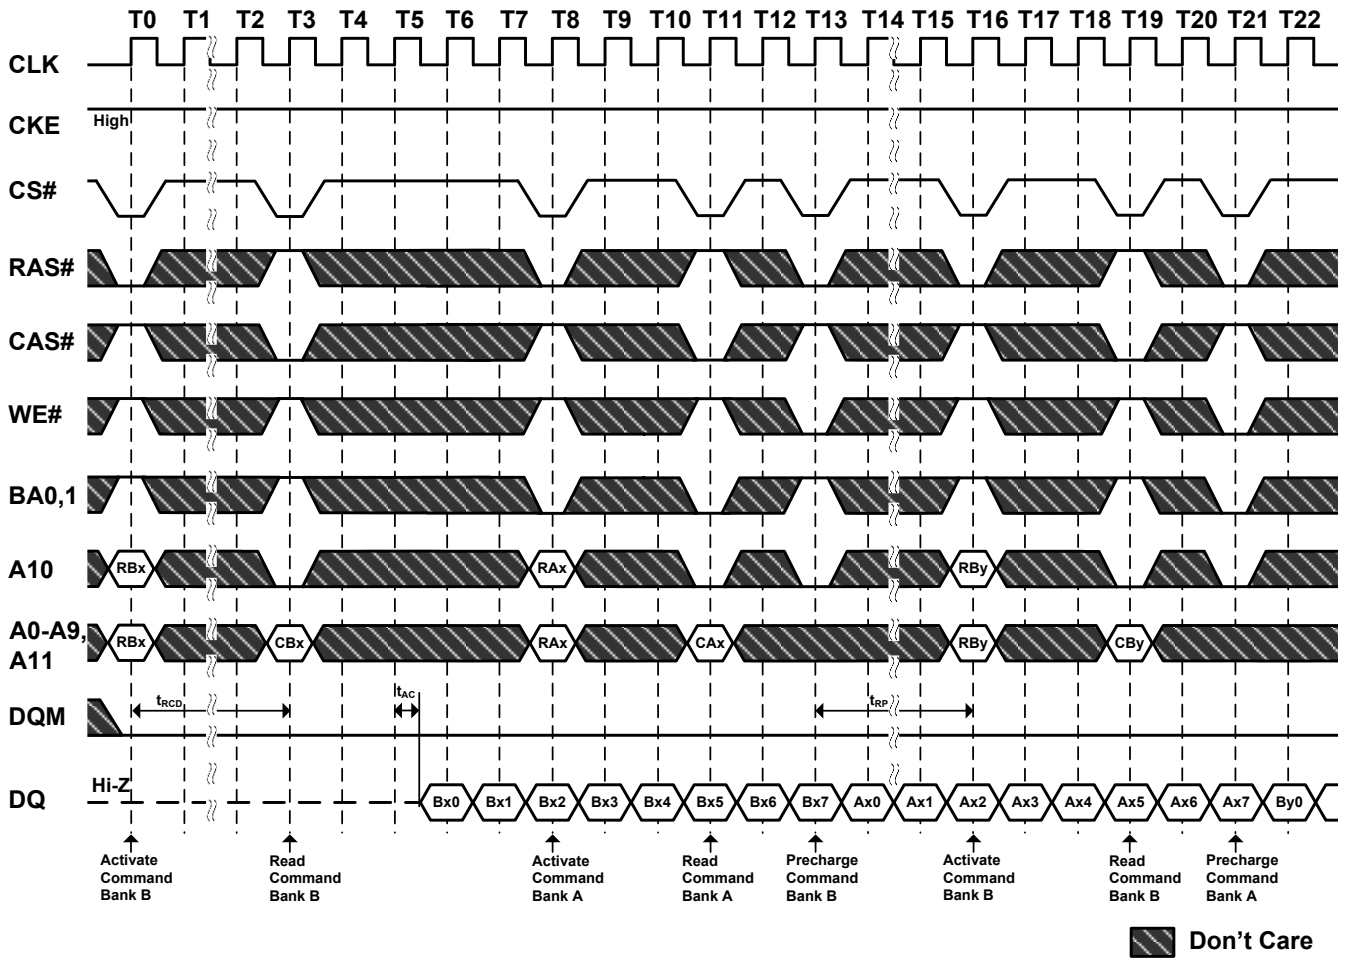 T0 T1 T2 T3 T4 T5 T6 T7 T8 T9 T10 T11 T12 T13 T14 T15 T16 T17 T18 T19 T20 T21 T22
CLK
CKE High
CS#
RAS#
CAS#
WE#
BA0,1
A10 RBx RAx RBy
A0-A9,
A11
RBx CBx RAx CAx RBy CBy
DQM tRCD tAC tRP
DQ Hi-Z Bx0 Bx1 Bx2 Bx3 Bx4 Bx5 Bx6 Bx7 Ax0 Ax1 Ax2 Ax3 Ax4 Ax5 Ax6 Ax7 By0
Activate
Command
Bank B
Read
Command
Bank B
Activate
Command
Bank A
Read
Command
Bank A
Precharge
Command
Bank B
Activate
Command
Bank B
Read
Command
Bank B
Precharge
Command
Bank A
Don't Care